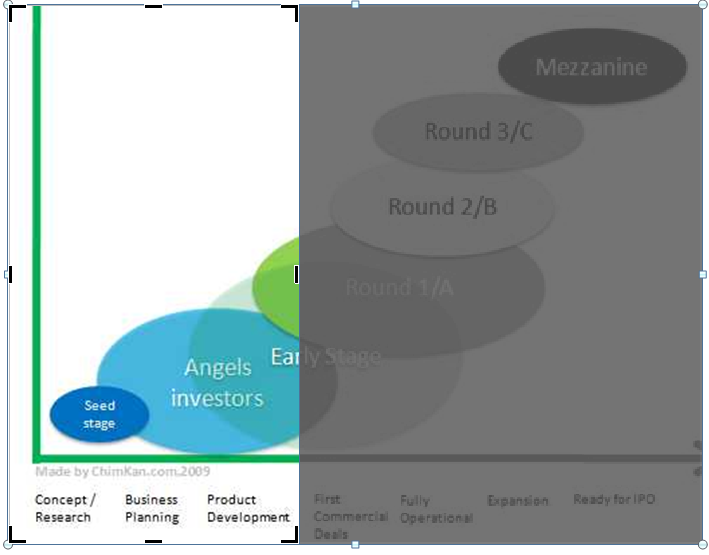 Mezzanine
Round 3/C
Round 2/B
Round 1/A
Early Stage
Angels
investors
Seed
stage
Made by ChimKan.com.2009
Concept /
Research
Business
Planning
Product
Development
First
Commercial
Deals
Fully
Operational
Expansion
Ready for IPO